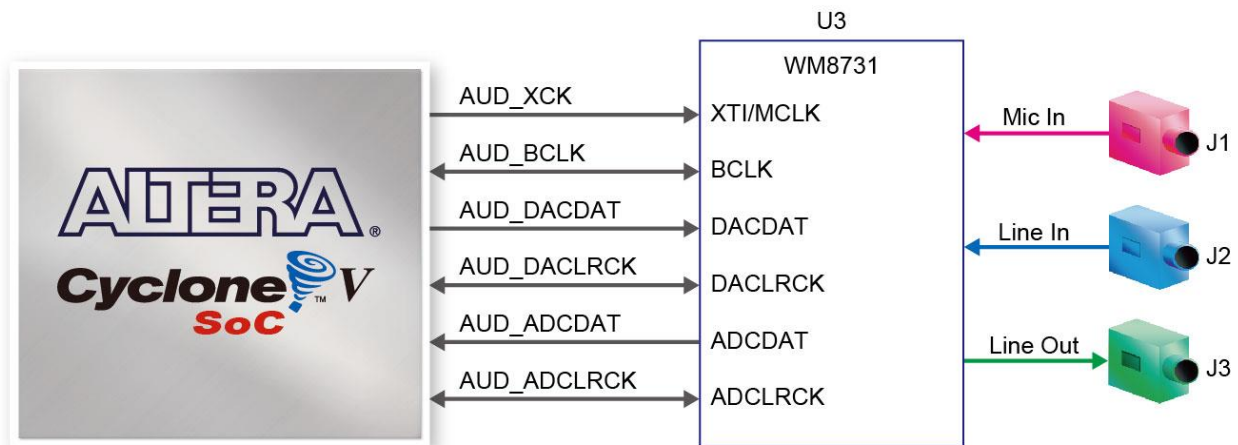 U3
WM8731
AUD_XCK
XTI/MCLK
AUD_BCLK
BCLK
AUD_DACDAT
DACDAT
AUD_DACLRCK
DACLRCK
AUD_ADCDAT
ADCDAT
AUD_ADCLRCK
ADCLRCK
Mic In
J1
Line In
J2
Line Out
J3
ALTERA®
Cyclone™ V
SoC